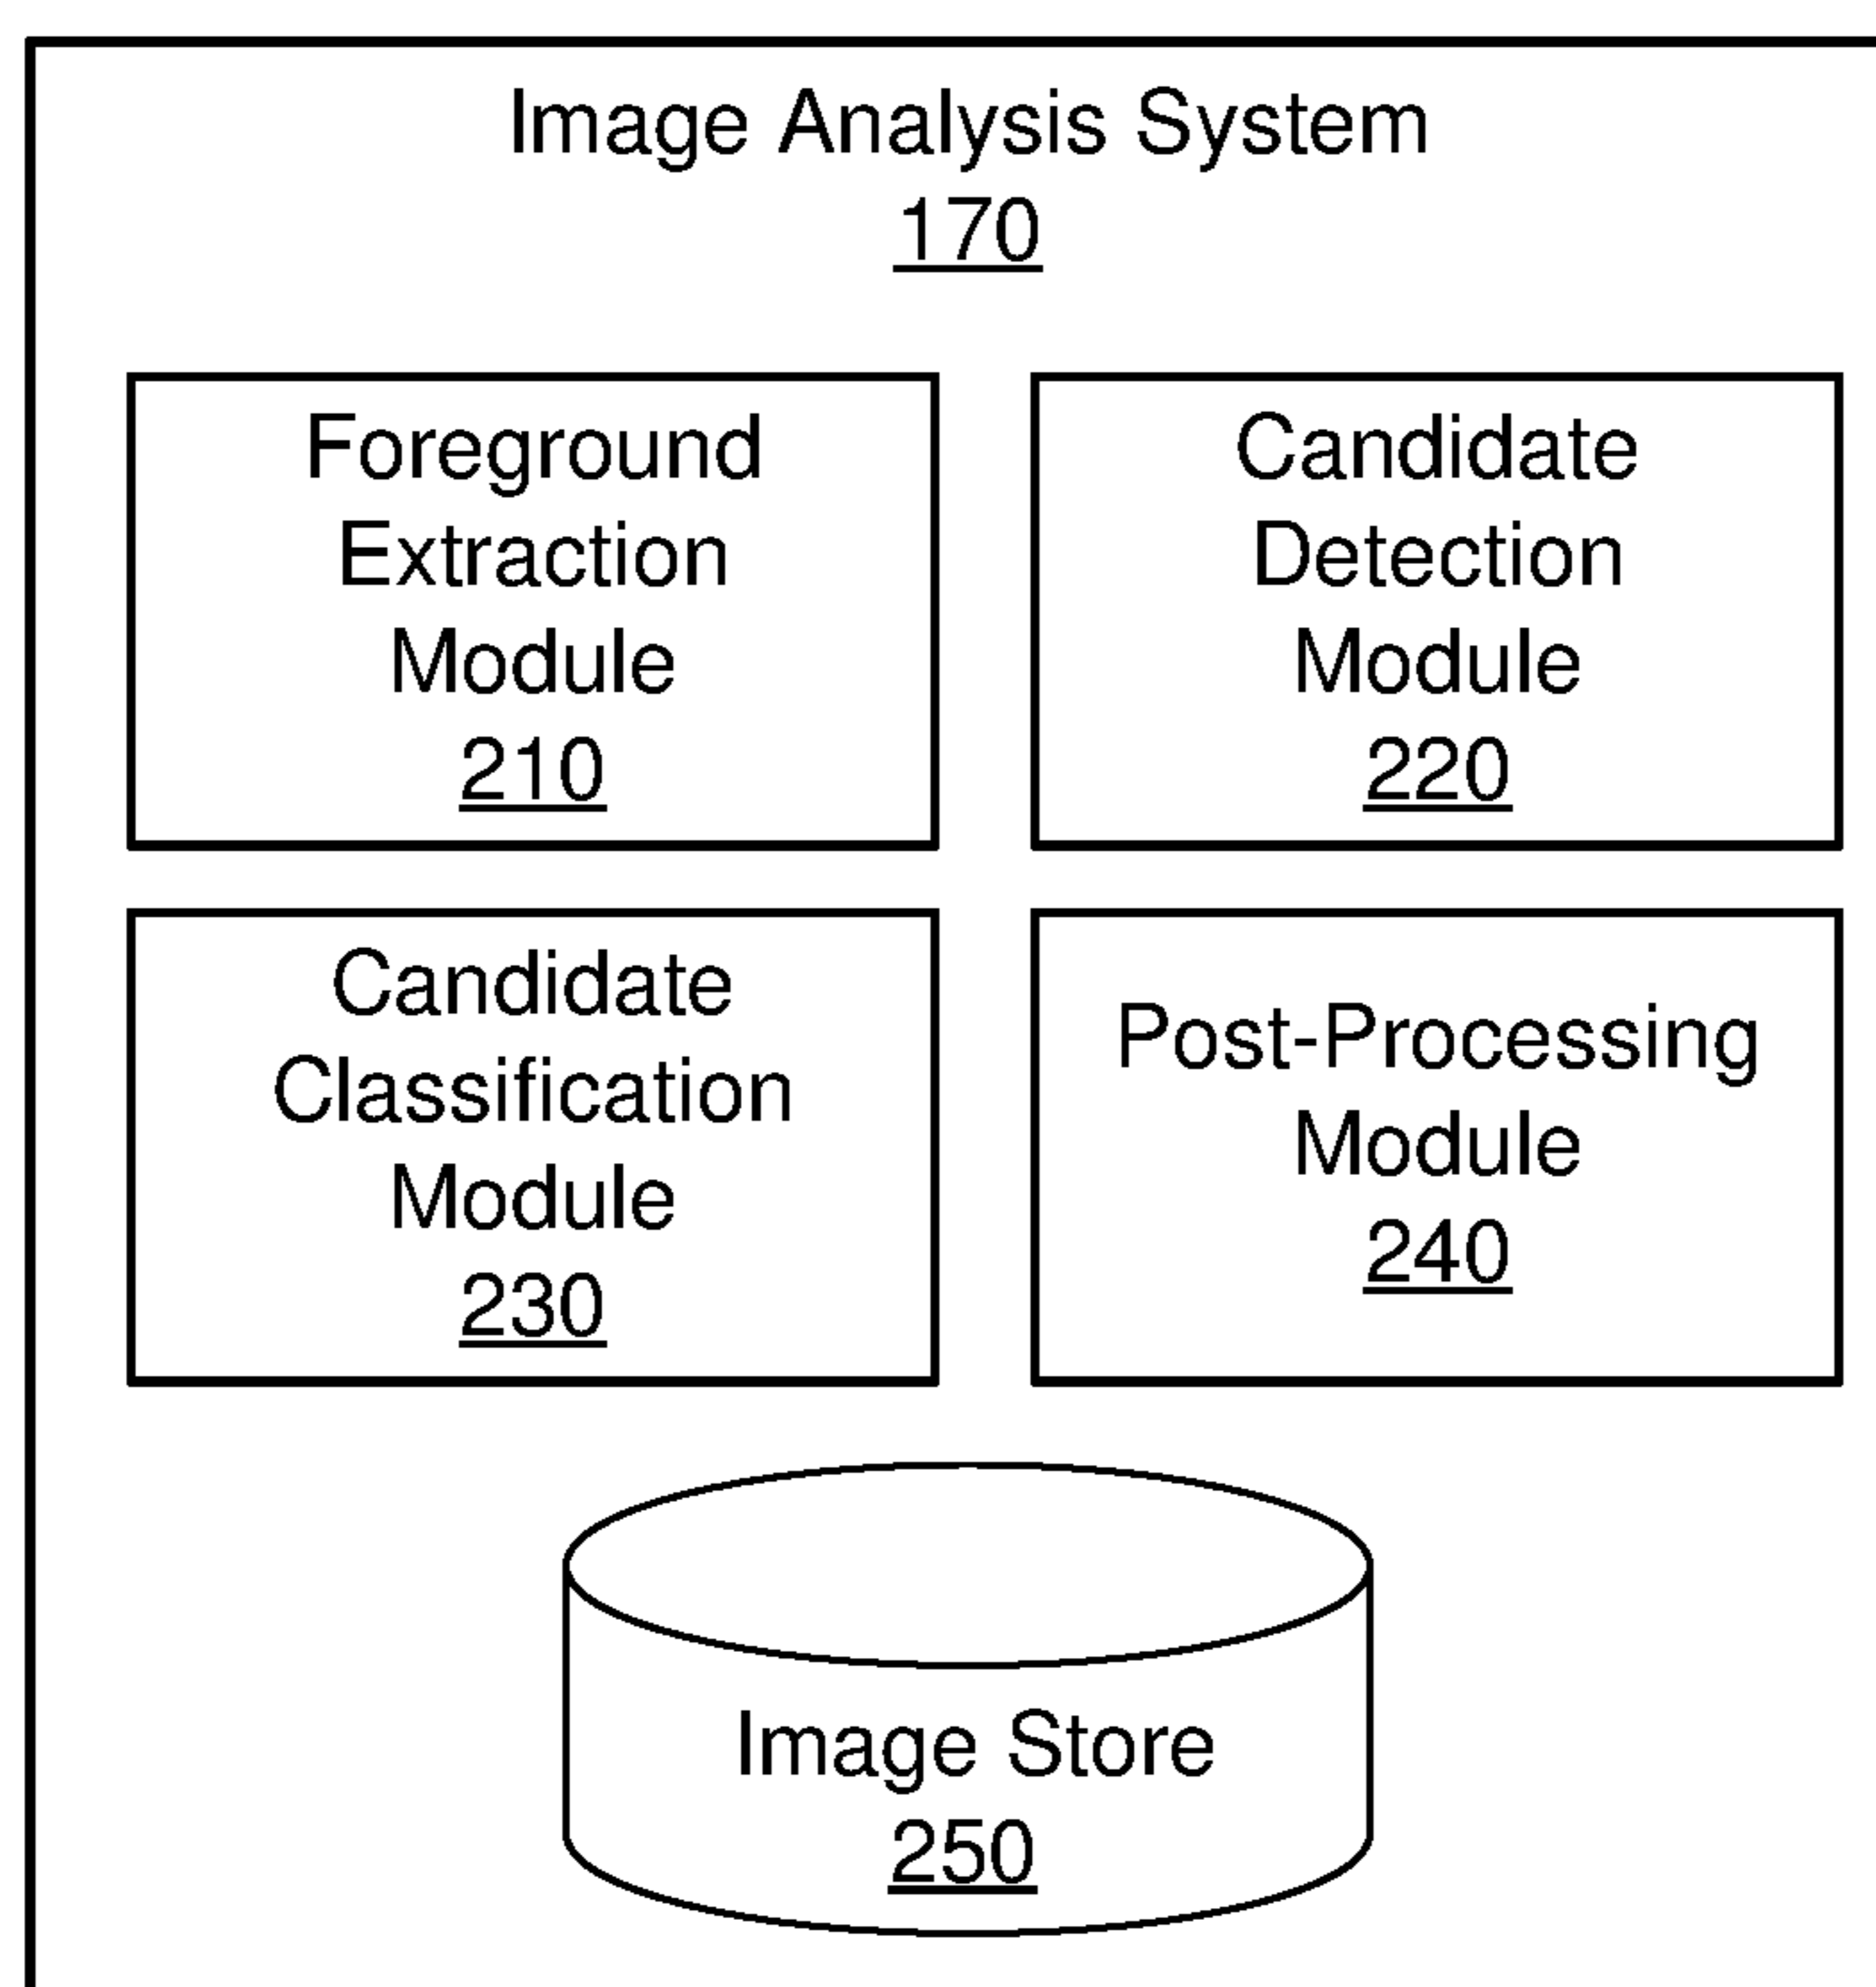 Image Analysis System
170
Foreground
Extraction
Module
210
Candidate
Detection
Module
220
Candidate
Classification
Module
230
Post-Processing
Module
240
Image Store
250